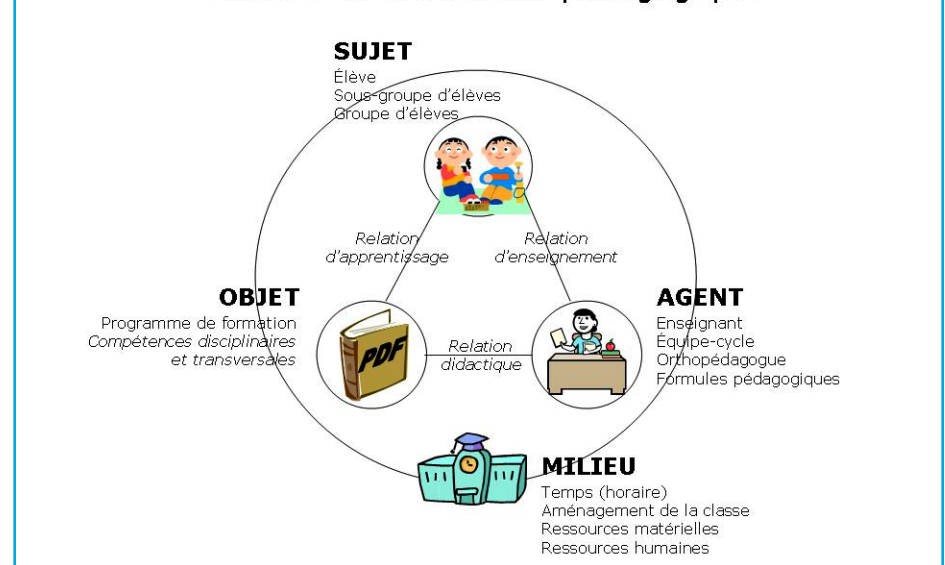 SUJET
Élève
Sous-groupe d'élèves
Groupe d'élèves
Relation
d'apprentissage
Relation
d'enseignement
OBJET
Programme de formation
Compétences disciplinaires
et transversales
PDF
Relation
didactique
AGENT
Enseignant
Équipe-cycle
Orthopédagogue
Formules pédagogiques
MILIEU
Temps (horaire)
Aménagement de la classe
Ressources matérielles
Ressources humaines